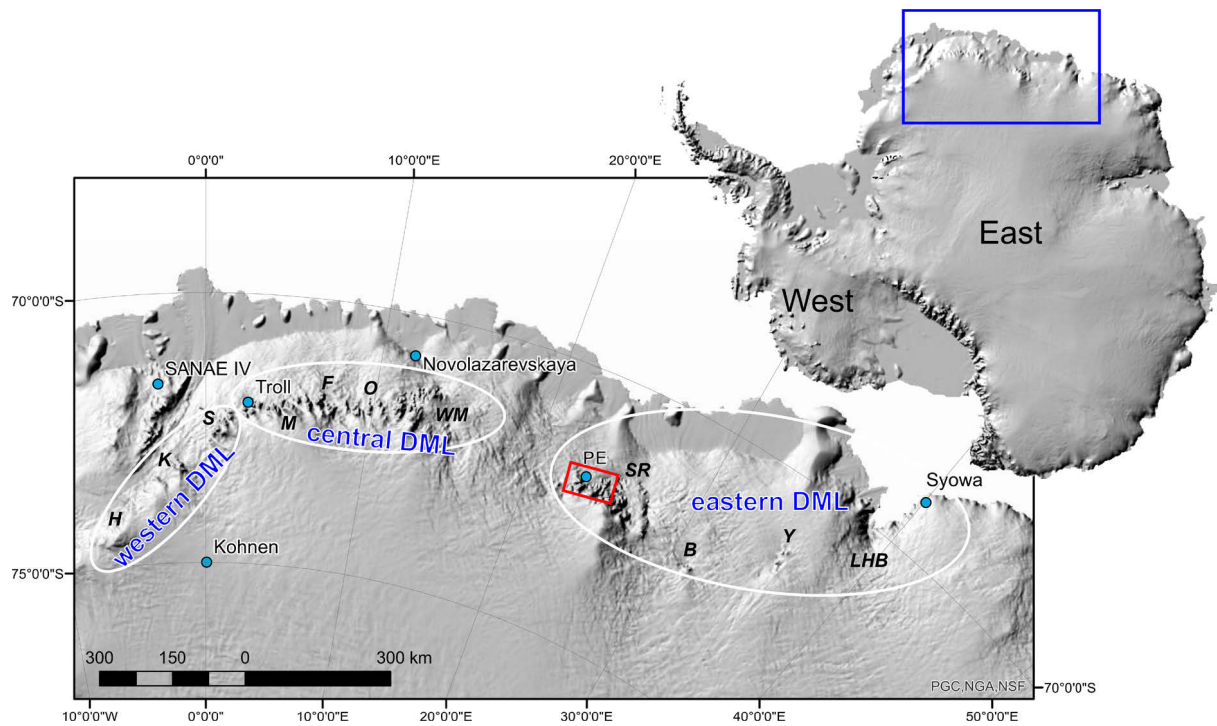 0°0'0"
10°0'0"E
20°0'0"E
East
West
70°0'0"S
SANAE IV
Novolazarevskaya
Troll
F
O
S
M
WM
central DML
K
western DML
PE
SR
Syowa
eastern DML
H
Kohnen
B
Y
LHB
75°0'0"S
300 150 0 300 km
PGC,NGA,NSF
70°0'0"S
10°0'0"W
0°0'0"
20°0'0"E
30°0'0"E
40°0'0"E
50°0'0"E